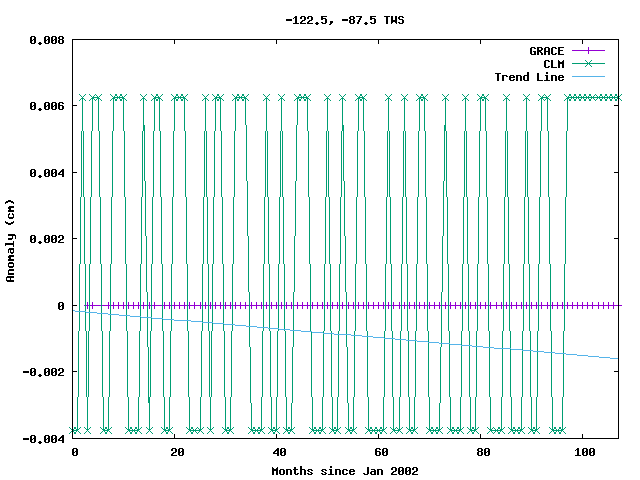 -122.5, -87.5 TWS
GRACE
CLM
Trend Line
0.008
0.006
0.004
0.002
0
-0.002
-0.004
Anomaly (cm)
0 20 40 60 80 100
Months since Jan 2002